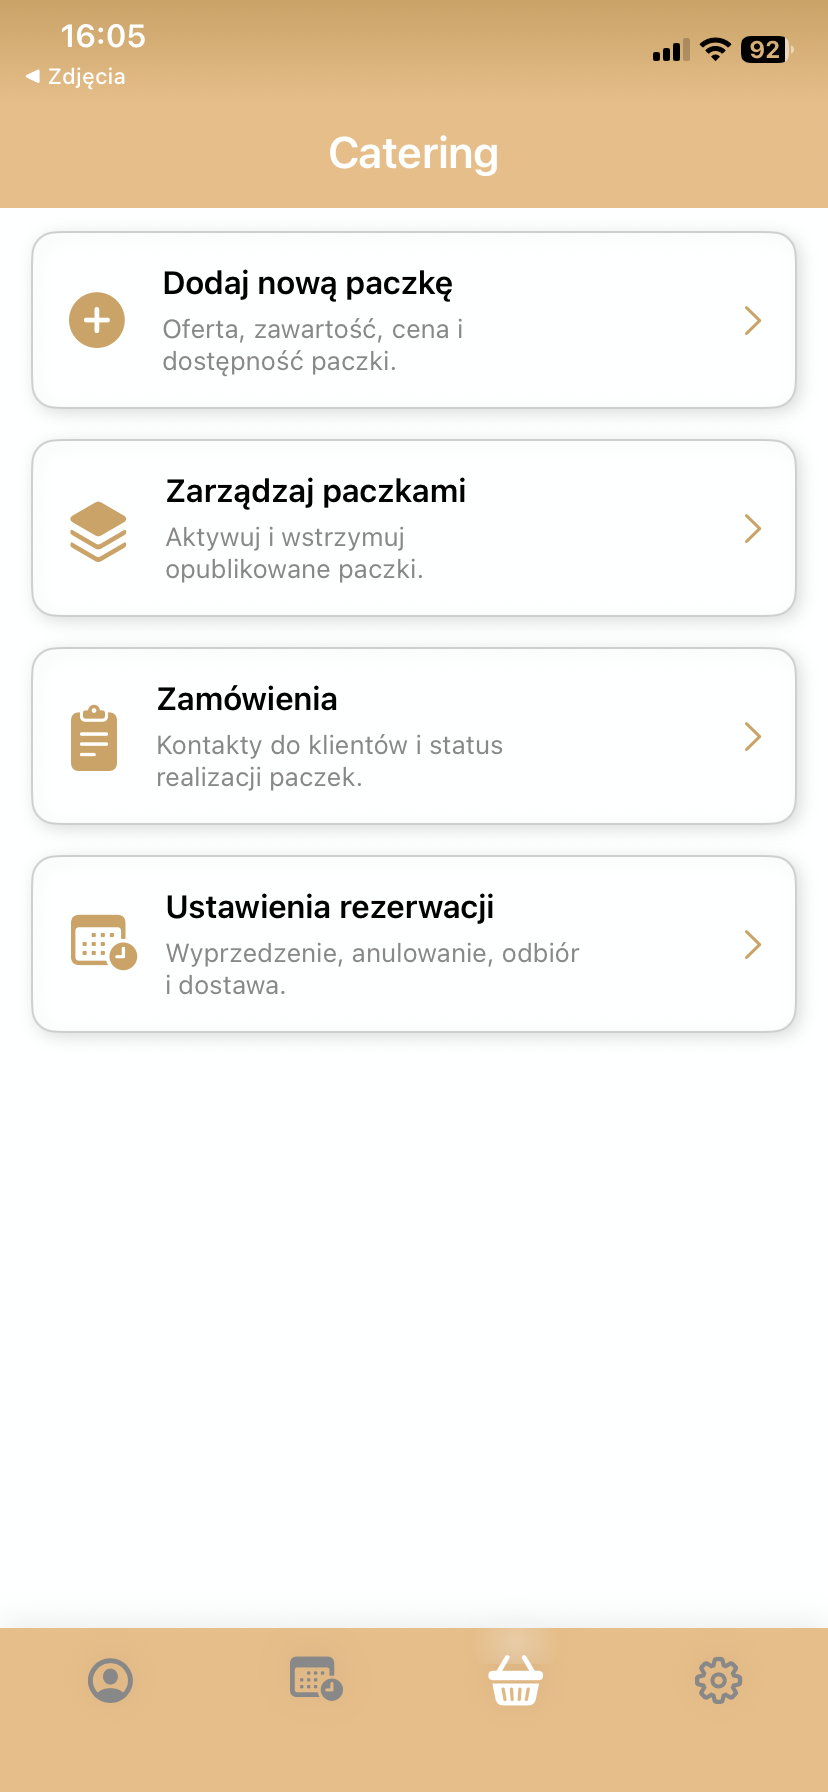 16:05
92
◀ Zdjęcia
Catering
Dodaj nową paczkę
Oferta, zawartość, cena i
dostępność paczki.
Zarządzaj paczkami
Aktywuj i wstrzymuj
opublikowane paczki.
Zamówienia
Kontakty do klientów i status
realizacji paczek.
Ustawienia rezerwacji
Wyprzedzenie, anulowanie, odbiór
i dostawa.